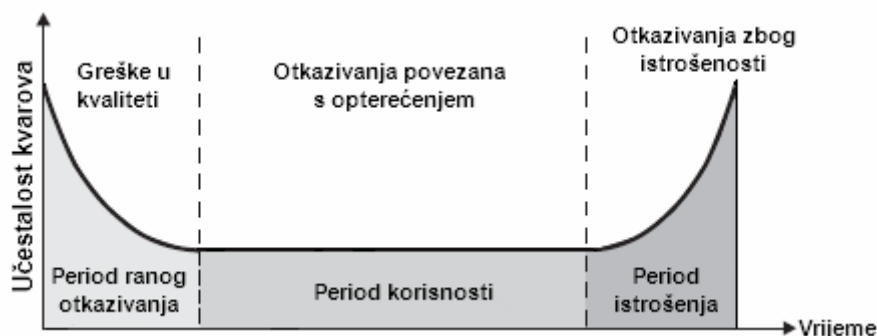 Učestalost kvarova
Greške u
kvaliteti
Otkazivanja povezana
s opterećenjem
Otkazivanja zbog
istrošenosti
Period ranog
otkazivanja
Period korisnosti
Period
istrošenja
Vrijeme